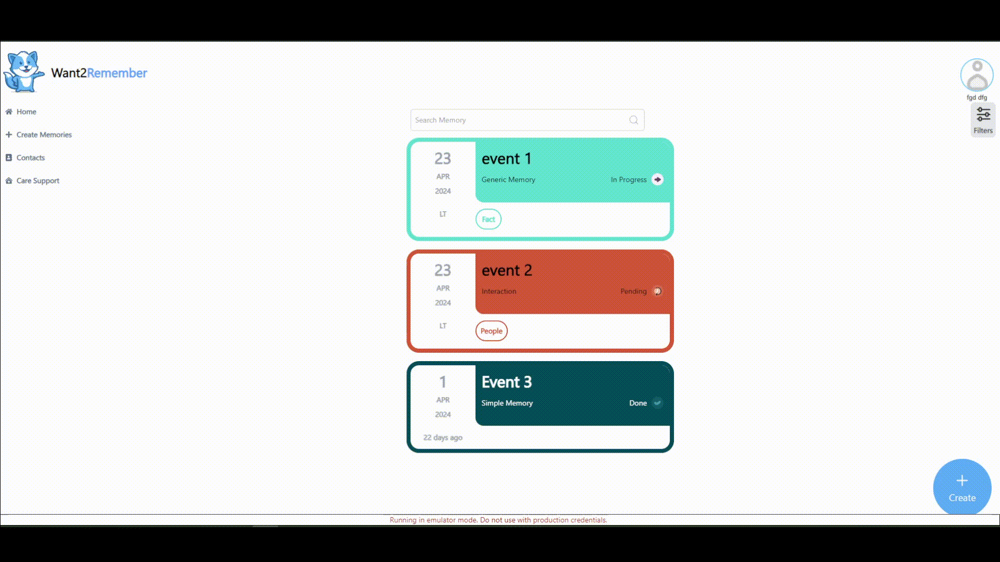 Want2Remember
fgd dfg
Filters
Home
Create Memories
Contacts
Care Support
Search Memory
23
APR
2024
LT
event 1
Generic Memory
In Progress
Fact
23
APR
2024
LT
event 2
Interaction
Pending
People
1
APR
2024
22 days ago
Event 3
Simple Memory
Done
Create
Running in emulator mode. Do not use with production credentials.